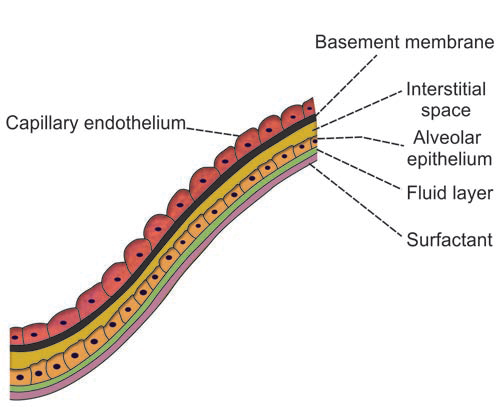 Basement membrane
Interstitial
space
Capillary endothelium
Alveolar
epithelium
Fluid layer
Surfactant